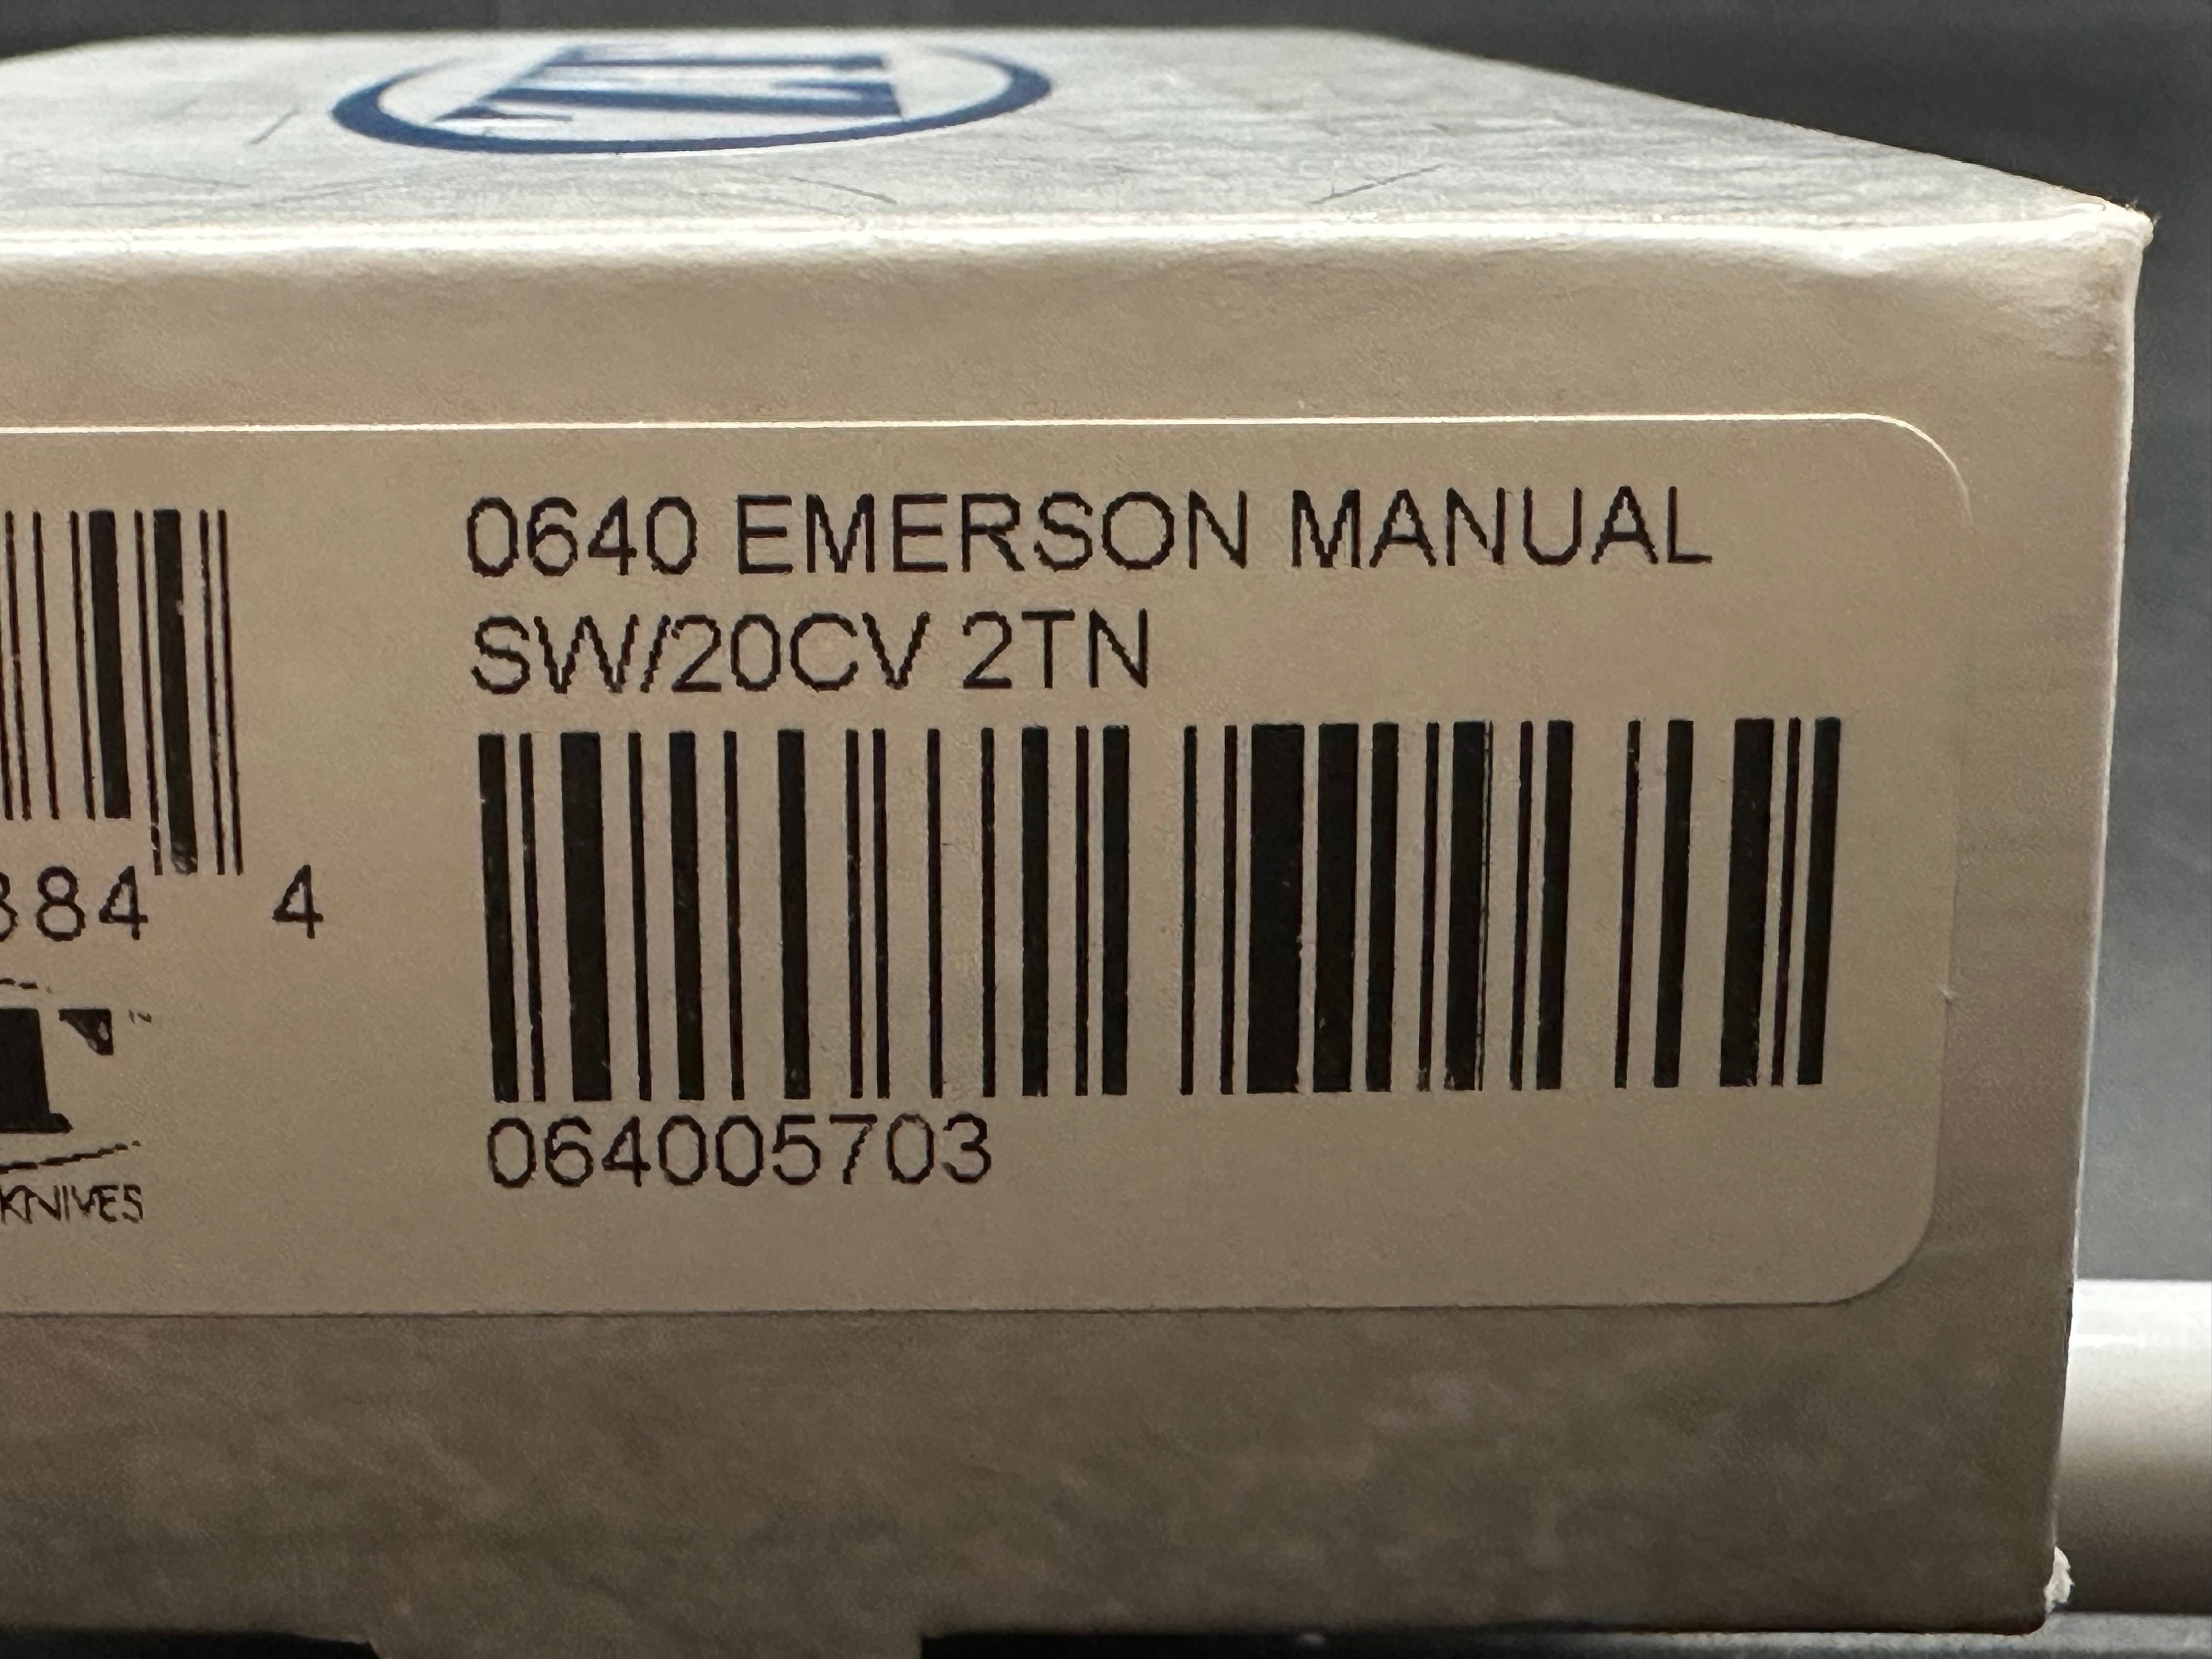 0640 EMERSON MANUAL
SW/20CV 2TN
384 4
064005703
KNIVES